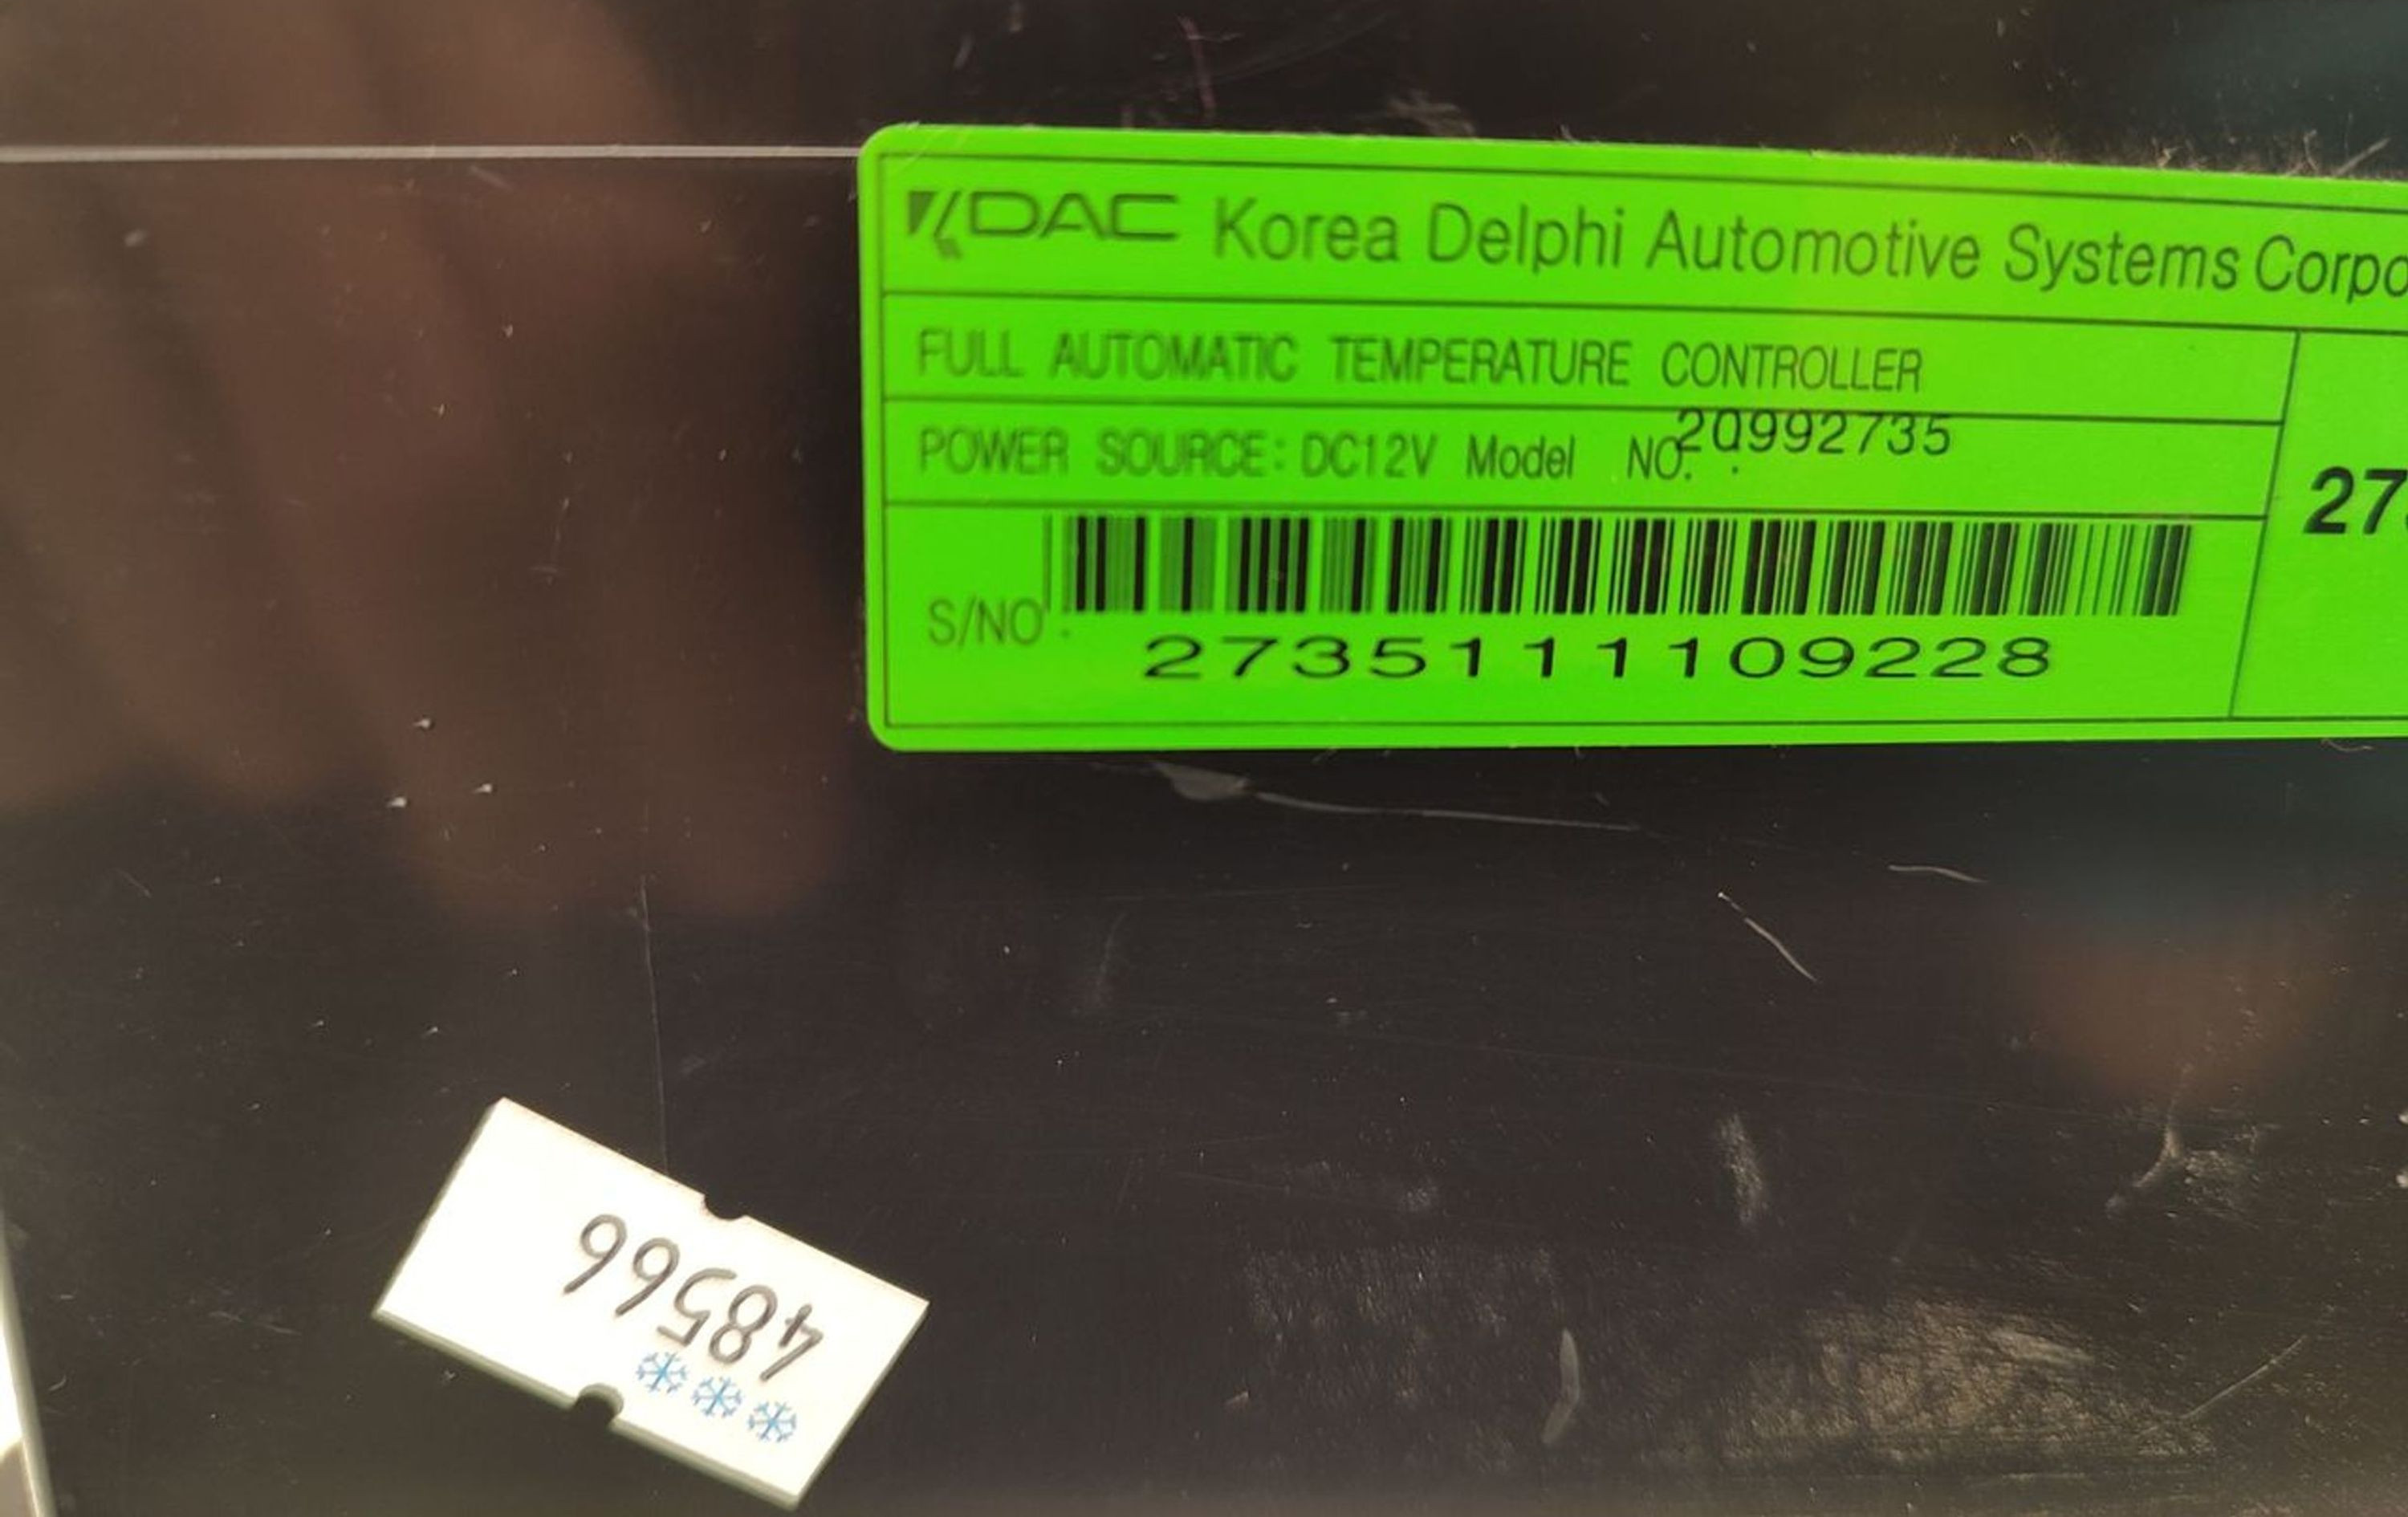 KDAC Korea Delphi Automotive Systems Corpo
FULL AUTOMATIC TEMPERATURE CONTROLLER
POWER SOURCE: DC12V Model NO. : 20992735
27
S/NO :
2735111109228
48566